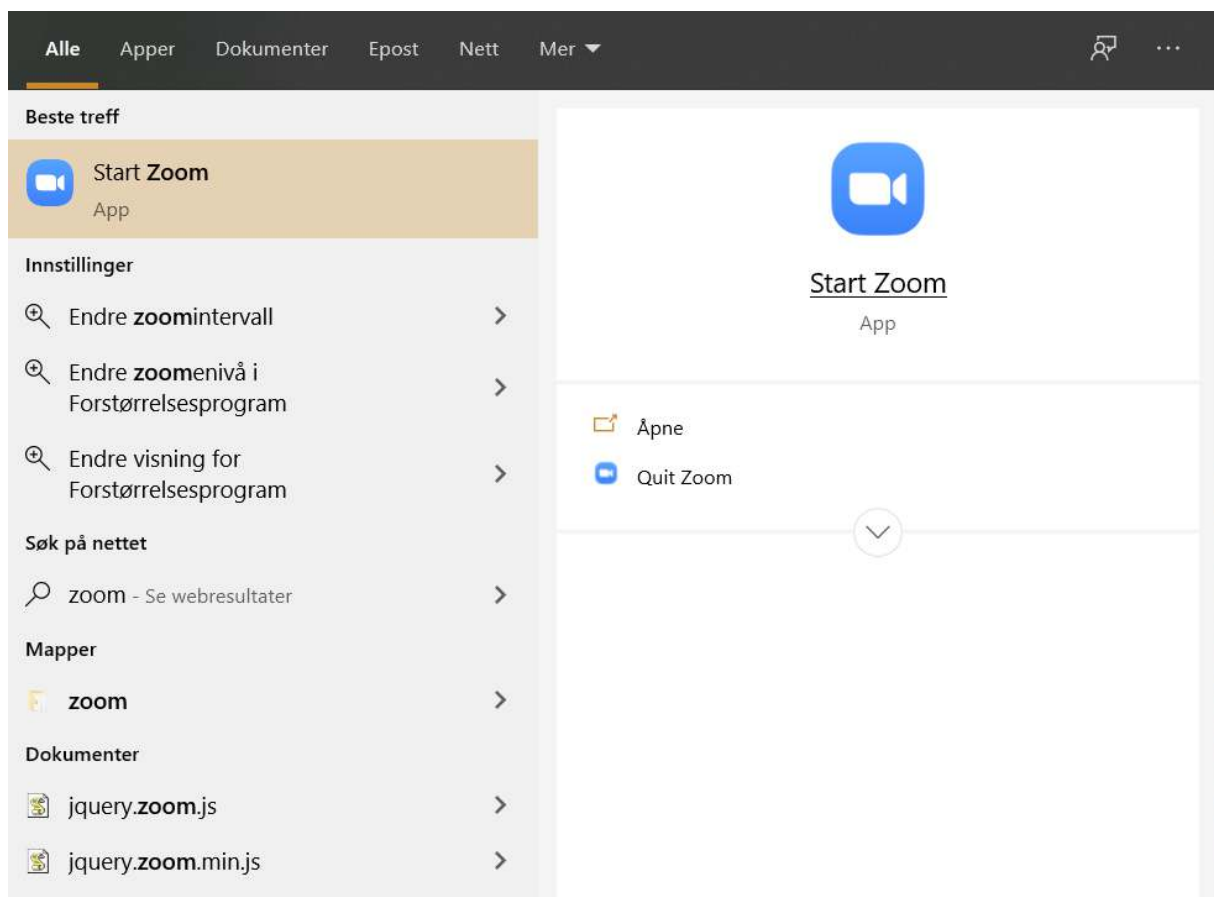 Alle Apper Dokumenter Epost Nett Mer
Beste treff
Start Zoom
App
Innstillinger
Endre zoomintervall
Endre zoomenivå i
Forstørrelsesprogram
Endre visning for
Forstørrelsesprogram
Søk på nettet
zoom - Se webresultater
Mapper
zoom
Dokumenter
jquery.zoom.js
jquery.zoom.min.js
Start Zoom
App
Åpne
Quit Zoom